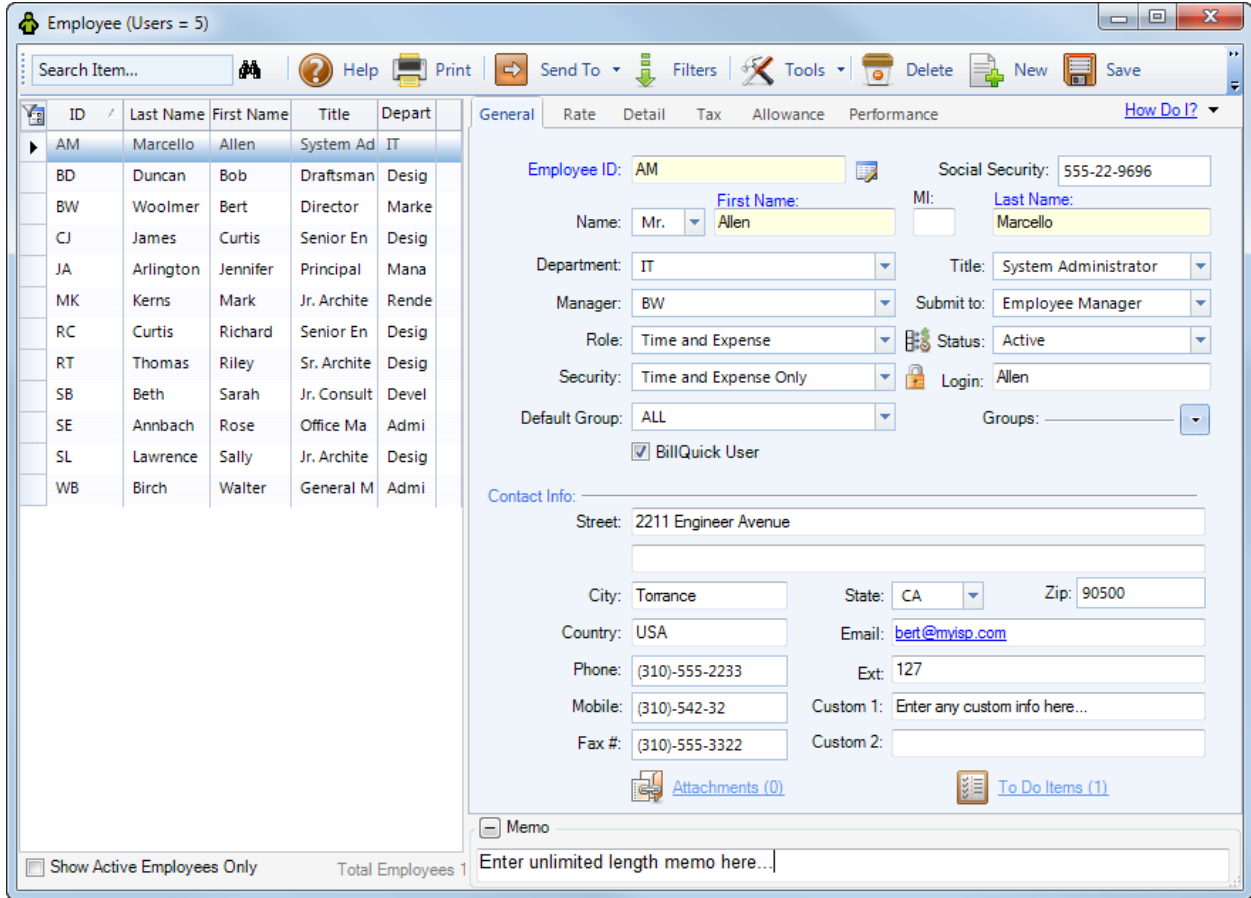 Employee (Users = 5)
Search Item... Help Print Send To Filters Tools Delete New Save
ID Last Name First Name Title Depart
AM Marcello Allen System Ad IT
BD Duncan Bob Draftsman Desig
BW Woolmer Bert Director Marke
CJ James Curtis Senior En Desig
JA Arlington Jennifer Principal Mana
MK Kerns Mark Jr. Archite Rende
RC Curtis Richard Senior En Desig
RT Thomas Riley Sr. Archite Desig
SB Beth Sarah Jr. Consult Devel
SE Annbach Rose Office Ma Admi
SL Lawrence Sally Jr. Archite Desig
WB Birch Walter General M Admi
Show Active Employees Only Total Employees 1
General Rate Detail Tax Allowance Performance How Do I?
Employee ID: AM Social Security: 555-22-9696
First Name: MI: Last Name:
Name: Mr. Allen Marcello
Department: IT Title: System Administrator
Manager: BW Submit to: Employee Manager
Role: Time and Expense Status: Active
Security: Time and Expense Only Login: Allen
Default Group: ALL Groups:
BillQuick User
Contact Info:
Street: 2211 Engineer Avenue
City: Torrance State: CA Zip: 90500
Country: USA Email: bert@myisp.com
Phone: (310)-555-2233 Ext: 127
Mobile: (310)-542-32 Custom 1: Enter any custom info here...
Fax #: (310)-555-3322 Custom 2:
Attachments (0) To Do Items (1)
Memo
Enter unlimited length memo here...